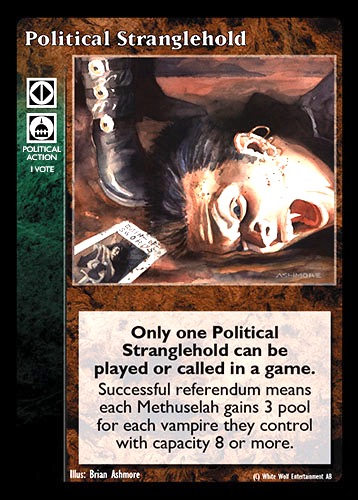 Political Stranglehold
POLITICAL
ACTION
1 VOTE
ASHMORE
Only one Political
Stranglehold can be
played or called in a game.
Successful referendum means
each Methuselah gains 3 pool
for each vampire they control
with capacity 8 or more.
Illus: Brian Ashmore
(C) White Wolf Entertainment AB